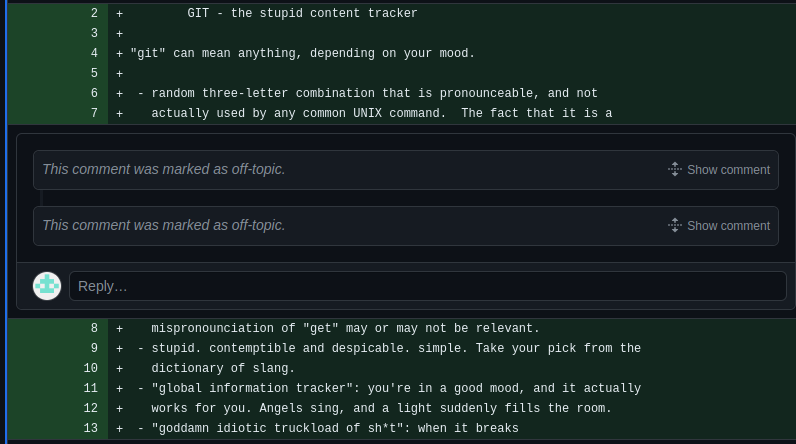 2 + GIT - the stupid content tracker
3 +
4 + "git" can mean anything, depending on your mood.
5 +
6 + - random three-letter combination that is pronounceable, and not
7 + actually used by any common UNIX command. The fact that it is a
This comment was marked as off-topic. Show comment
This comment was marked as off-topic. Show comment
Reply…
8 + mispronounciation of "get" may or may not be relevant.
9 + - stupid. contemptible and despicable. simple. Take your pick from the
10 + dictionary of slang.
11 + - "global information tracker": you're in a good mood, and it actually
12 + works for you. Angels sing, and a light suddenly fills the room.
13 + - "goddamn idiotic truckload of sh*t": when it breaks